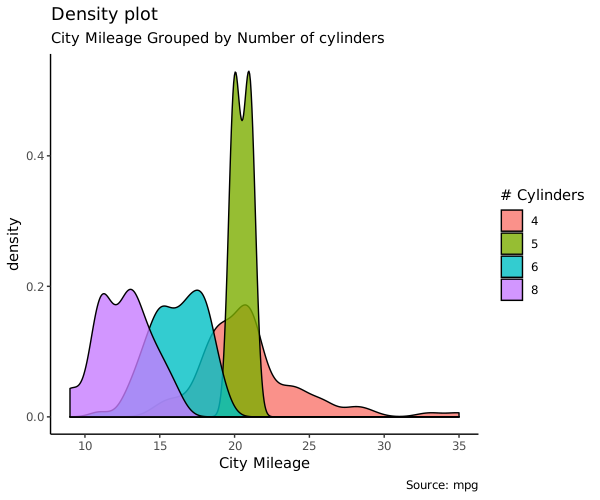 Density plot
City Mileage Grouped by Number of cylinders
density
0.4
0.2
0.0
10 15 20 25 30 35
City Mileage
# Cylinders
4
5
6
8
Source: mpg